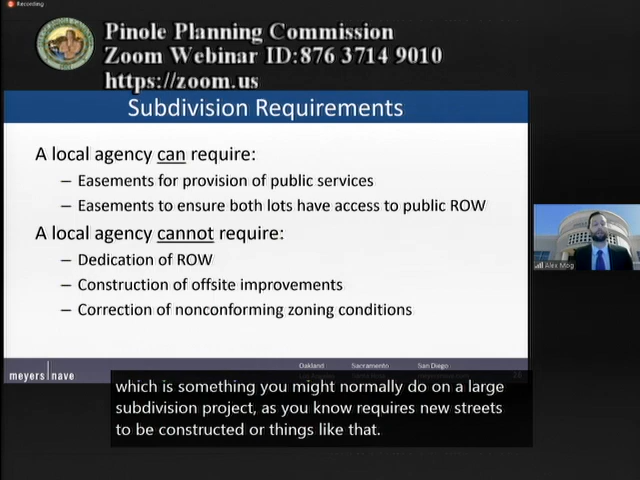 Recording
Pinole Planning Commission
Zoom Webinar ID:876 3714 9010
https://zoom.us
Subdivision Requirements
A local agency can require:
– Easements for provision of public services
– Easements to ensure both lots have access to public ROW
A local agency cannot require:
– Dedication of ROW
– Construction of offsite improvements
– Correction of nonconforming zoning conditions
Alex Mog
meyers nave
Oakland Sacramento San Diego
which is something you might normally do on a large
subdivision project, as you know requires new streets
to be constructed or things like that.